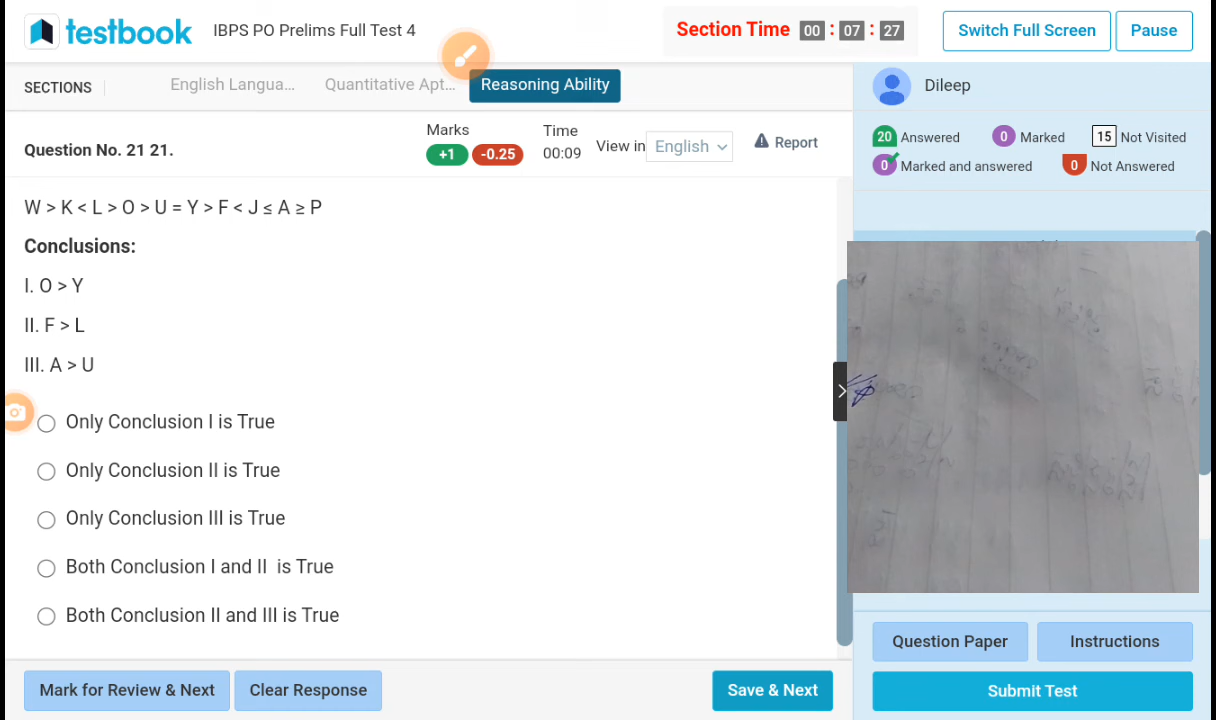 testbook
IBPS PO Prelims Full Test 4
Section Time 00 : 07 : 27
Switch Full Screen
Pause
SECTIONS
English Langua...
Quantitative Apt...
Reasoning Ability
Dileep
Question No. 21 21.
Marks
+1 -0.25
Time
00:09
View in English
Report
20 Answered
0 Marked
15 Not Visited
0 Marked and answered
0 Not Answered
W > K < L > O > U = Y > F < J ≤ A ≥ P
Conclusions:
I. O > Y
II. F > L
III. A > U
Only Conclusion I is True
Only Conclusion II is True
Only Conclusion III is True
Both Conclusion I and II is True
Both Conclusion II and III is True
Mark for Review & Next
Clear Response
Save & Next
Question Paper
Instructions
Submit Test